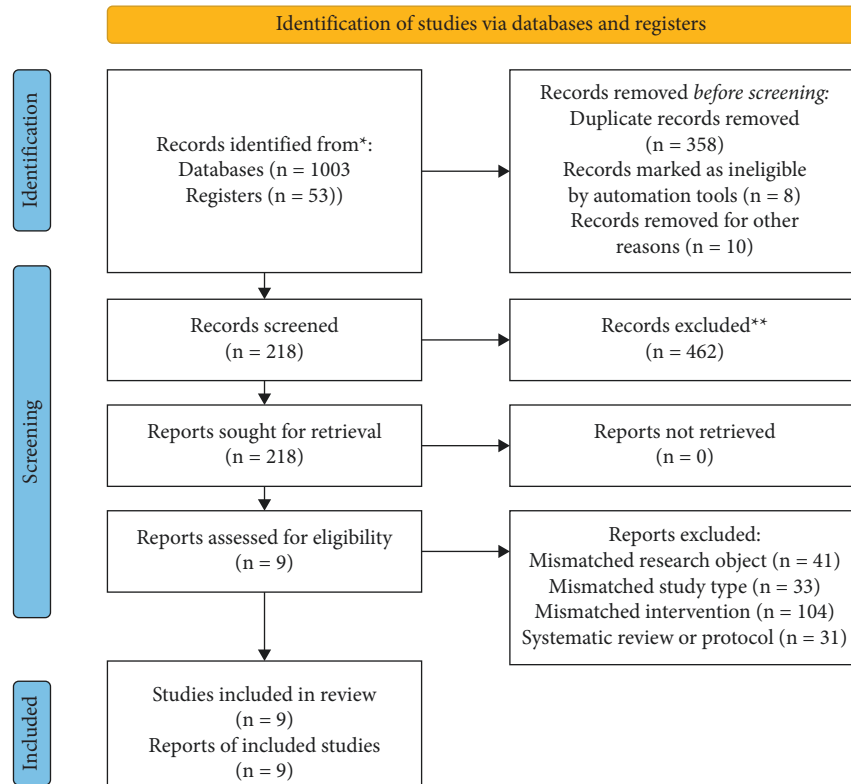 Identification of studies via databases and registers
Identification
Records identified from*:
Databases (n = 1003
Registers (n = 53))
Records removed before screening:
Duplicate records removed
(n = 358)
Records marked as ineligible
by automation tools (n = 8)
Records removed for other
reasons (n = 10)
Screening
Records screened
(n = 218)
Records excluded**
(n = 462)
Reports sought for retrieval
(n = 218)
Reports not retrieved
(n = 0)
Reports assessed for eligibility
(n = 9)
Reports excluded:
Mismatched research object (n = 41)
Mismatched study type (n = 33)
Mismatched intervention (n = 104)
Systematic review or protocol (n = 31)
Included
Studies included in review
(n = 9)
Reports of included studies
(n = 9)